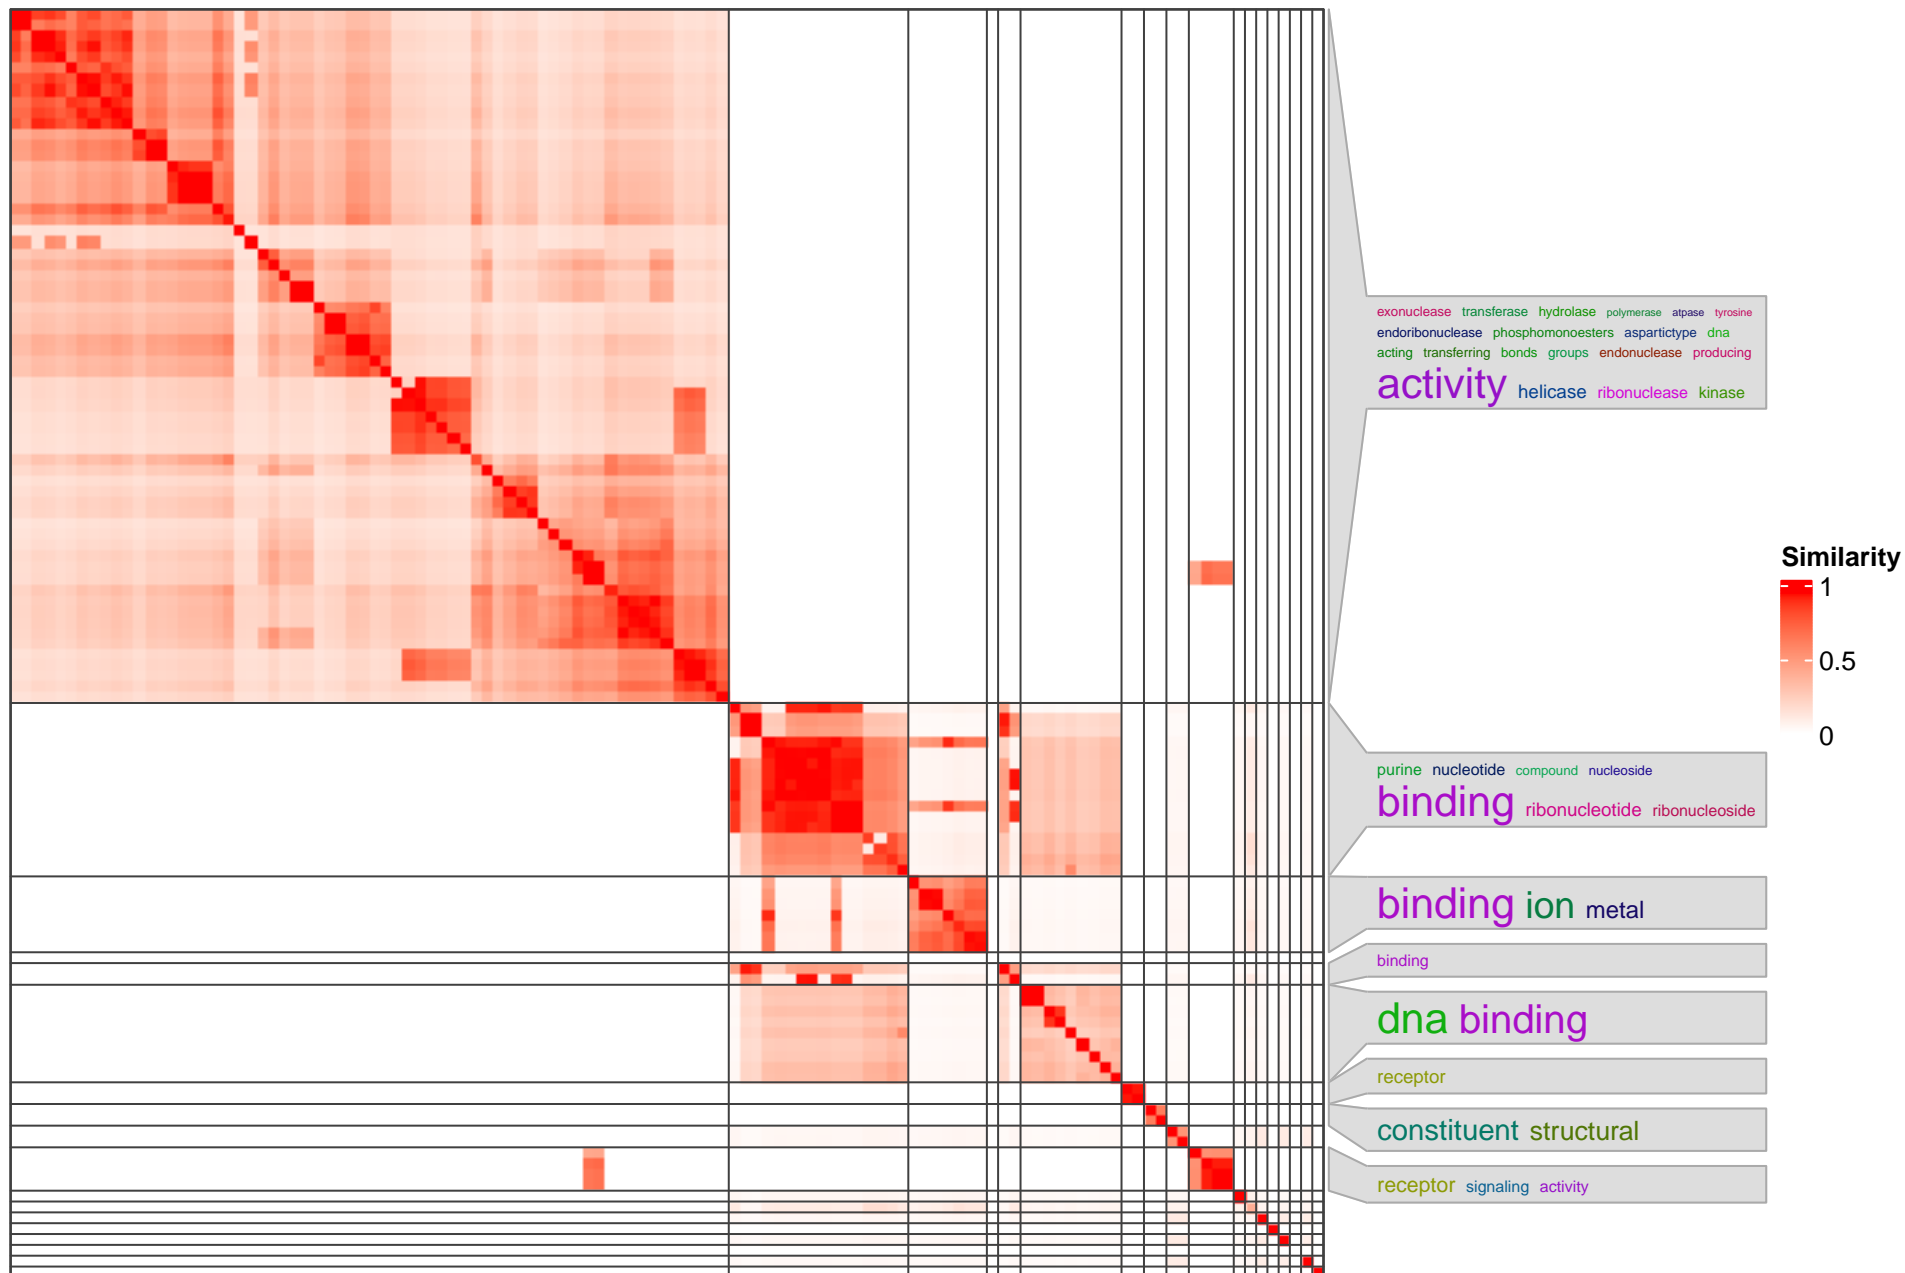 exonuclease transferase hydrolase polymerase atpase tyrosine
endoribonuclease phosphomonoesters aspartictype dna
acting transferring bonds groups endonuclease producing
activity helicase ribonuclease kinase
Similarity
1
0.5
0
purine nucleotide compound nucleoside
binding ribonucleotide ribonucleoside
binding ion metal
binding
dna binding
receptor
constituent structural
receptor signaling activity